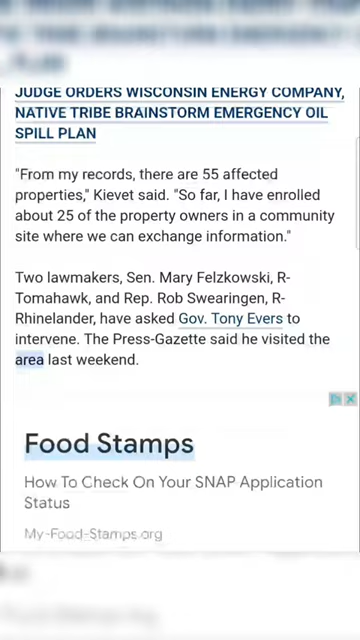 JUDGE ORDERS WISCONSIN ENERGY COMPANY,
NATIVE TRIBE BRAINSTORM EMERGENCY OIL
SPILL PLAN
"From my records, there are 55 affected
properties," Kievet said. "So far, I have enrolled
about 25 of the property owners in a community
site where we can exchange information."
Two lawmakers, Sen. Mary Felzkowski, R-
Tomahawk, and Rep. Rob Swearingen, R-
Rhinelander, have asked Gov. Tony Evers to
intervene. The Press-Gazette said he visited the
area last weekend.
Food Stamps
How To Check On Your SNAP Application
Status
My-Food-Stamps.org